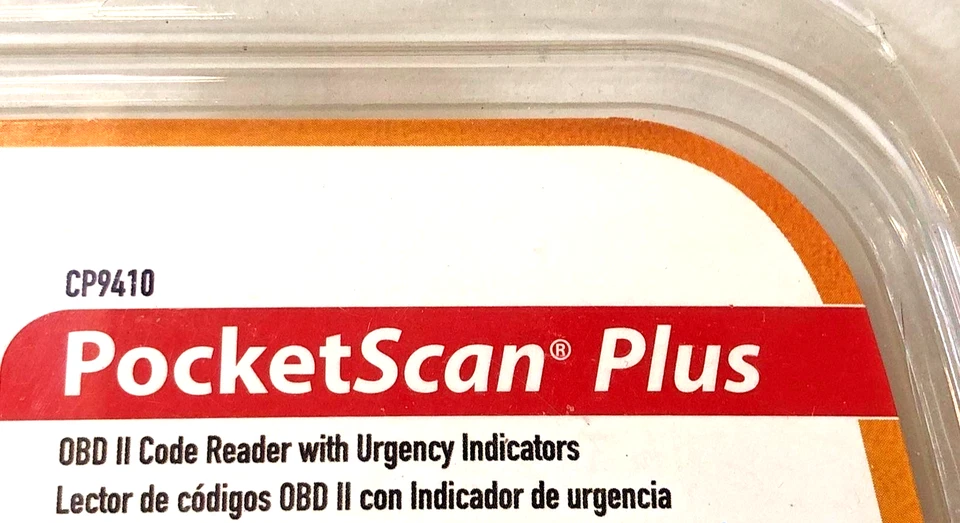 CP9410
PocketScan® Plus
OBD II Code Reader with Urgency Indicators
Lector de códigos OBD II con Indicador de urgencia